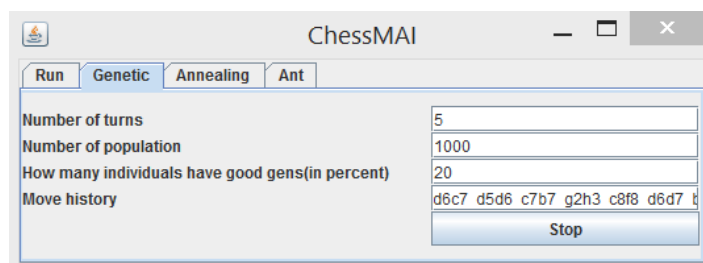 ChessMAI
Run Genetic Annealing Ant
Number of turns 5
Number of population 1000
How many individuals have good gens(in percent) 20
Move history d6c7 d5d6 c7b7 g2h3 c8f8 d6d7
Stop